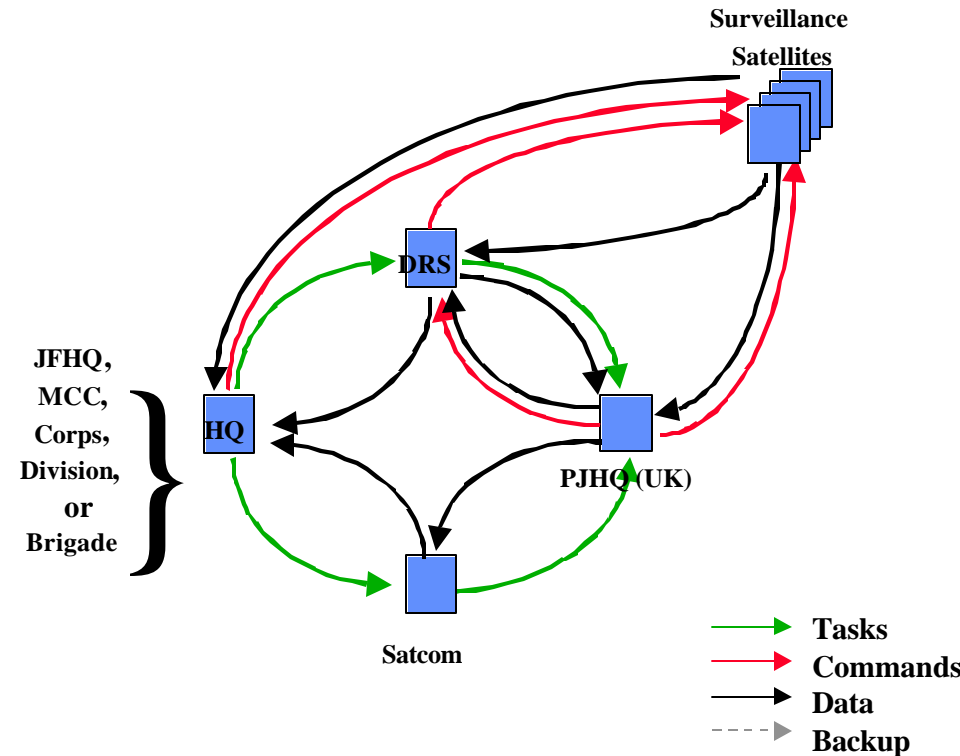 Surveillance
Satellites
DRS
JFHQ,
MCC,
Corps,
Division,
or
Brigade
HQ
PJHQ (UK)
Satcom
Tasks
Commands
Data
Backup